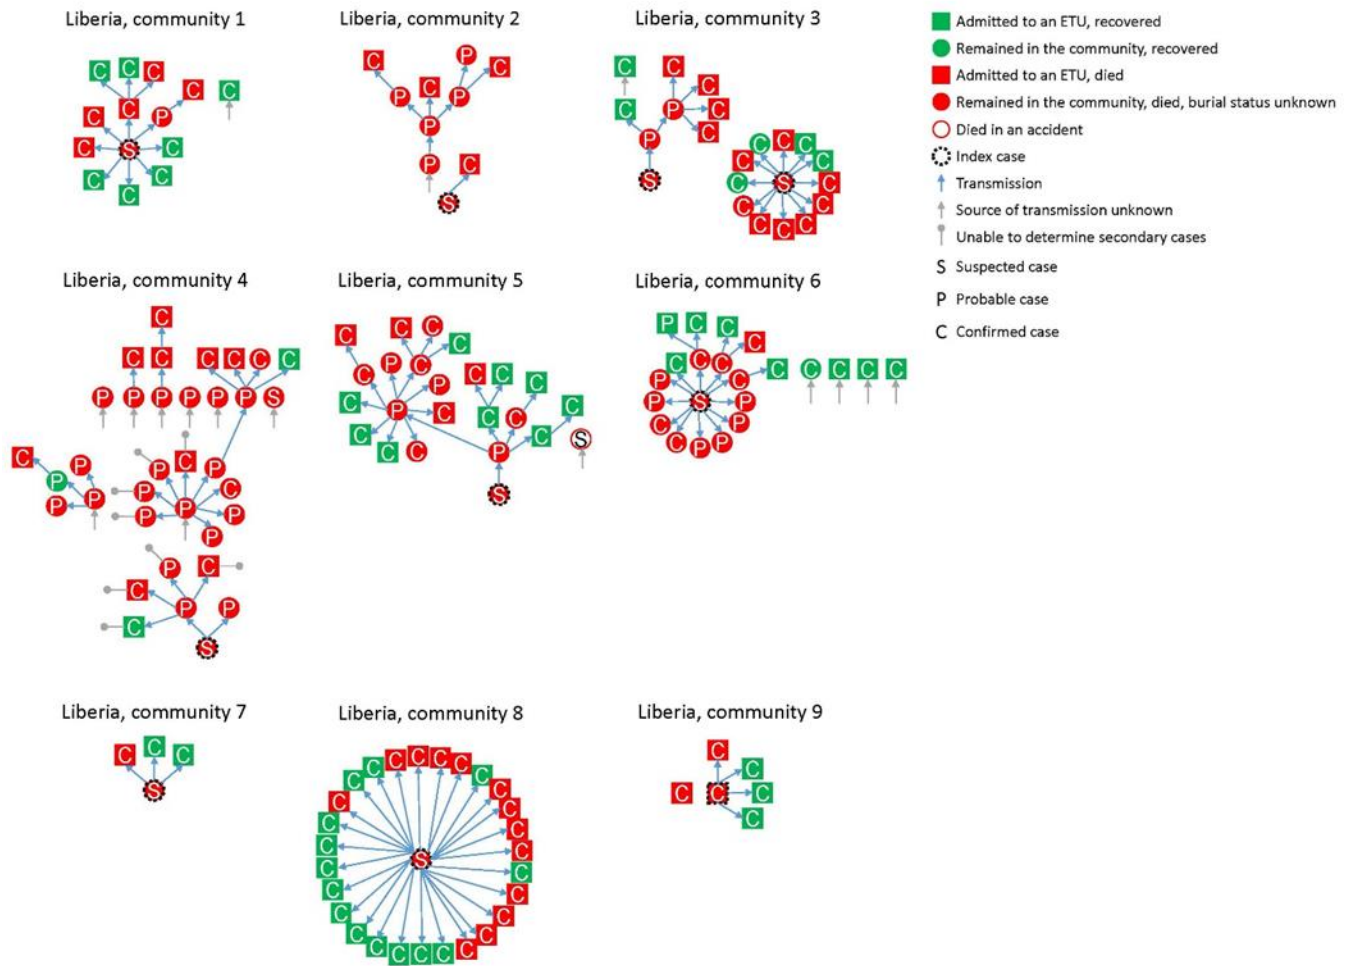 Liberia, community 1
C C C
C C
C C P
C S C
C C
C
Liberia, community 2
P
C C
C
P P
P
P C
S
Liberia, community 3
C C
C
C P C
P C
S
C C C
C C
C S C
C C
C C C
Admitted to an ETU, recovered
Remained in the community, recovered
Admitted to an ETU, died
Remained in the community, died, burial status unknown
Died in an accident
Index case
Transmission
Source of transmission unknown
Unable to determine secondary cases
S Suspected case
P Probable case
C Confirmed case
Liberia, community 4
C
C C C C C C
P P P P P P S
C P P C P
P P C
P P P P P
P
P C
C
P P
C
S
Liberia, community 5
C C C
C
C P C C C
P C
C P C C C C
C C S
C C P
S
Liberia, community 6
P C C
C
C C C
C C C C C
P C
P S P
C P
C P P
Liberia, community 7
C C C
S
Liberia, community 8
C C C C
C C
C C
C C
C C
C C
S
C C
C C
C C
C C
C C
C C C
Liberia, community 9
C
C
C C C
C